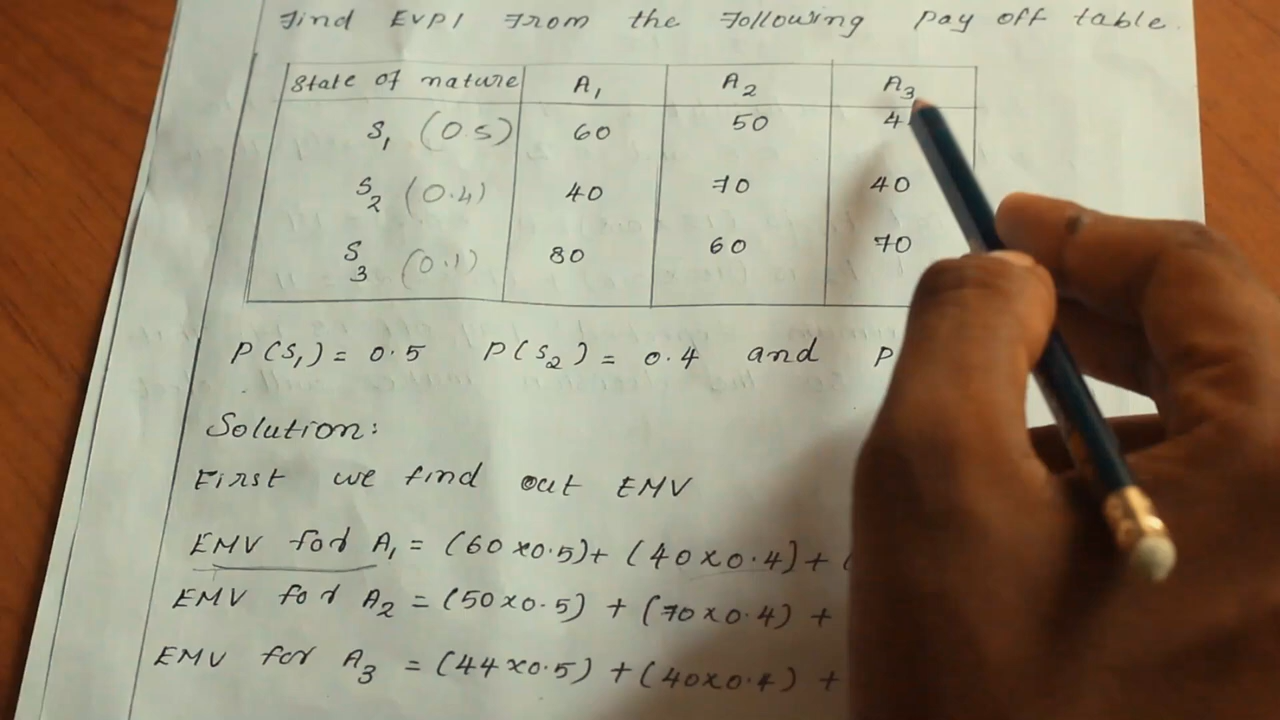 Find EVPI From the Following pay off table.
State of nature A1 A2 A3
S1 (0.5) 60 50 4
S2 (0.4) 40 70 40
S3 (0.1) 80 60 70
P(S1) = 0.5 P(S2) = 0.4 and P
Solution:
First we find out EMV
EMV for A1 = (60×0.5)+ (40×0.4)+ (
EMV for A2 = (50×0.5) + (70×0.4) +
EMV for A3 = (44×0.5) + (40×0.4) +